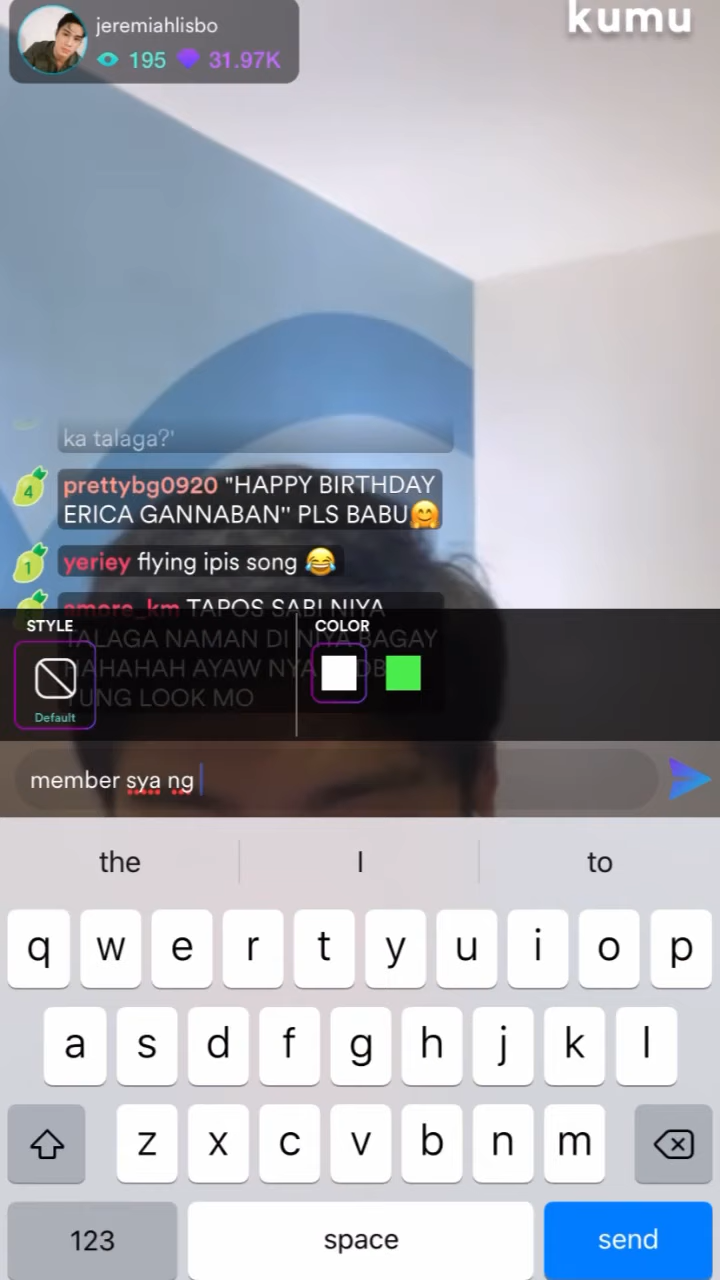 jeremiahlisbo
kumu
195 31.97K
ka talaga?'
4
prettybg0920 "HAPPY BIRTHDAY
ERICA GANNABAN" PLS BABU🤗
1
yeriey flying ipis song 😂
amore_km TAPOS SABI NIYA
TALAGA NAMAN DI NIYA BAGAY
HAHAHAH AYAW NYA
TUNG LOOK MO
STYLE
COLOR
Default
member sya ng
the I to
q w e r t y u i o p
a s d f g h j k l
z x c v b n m
123 space send